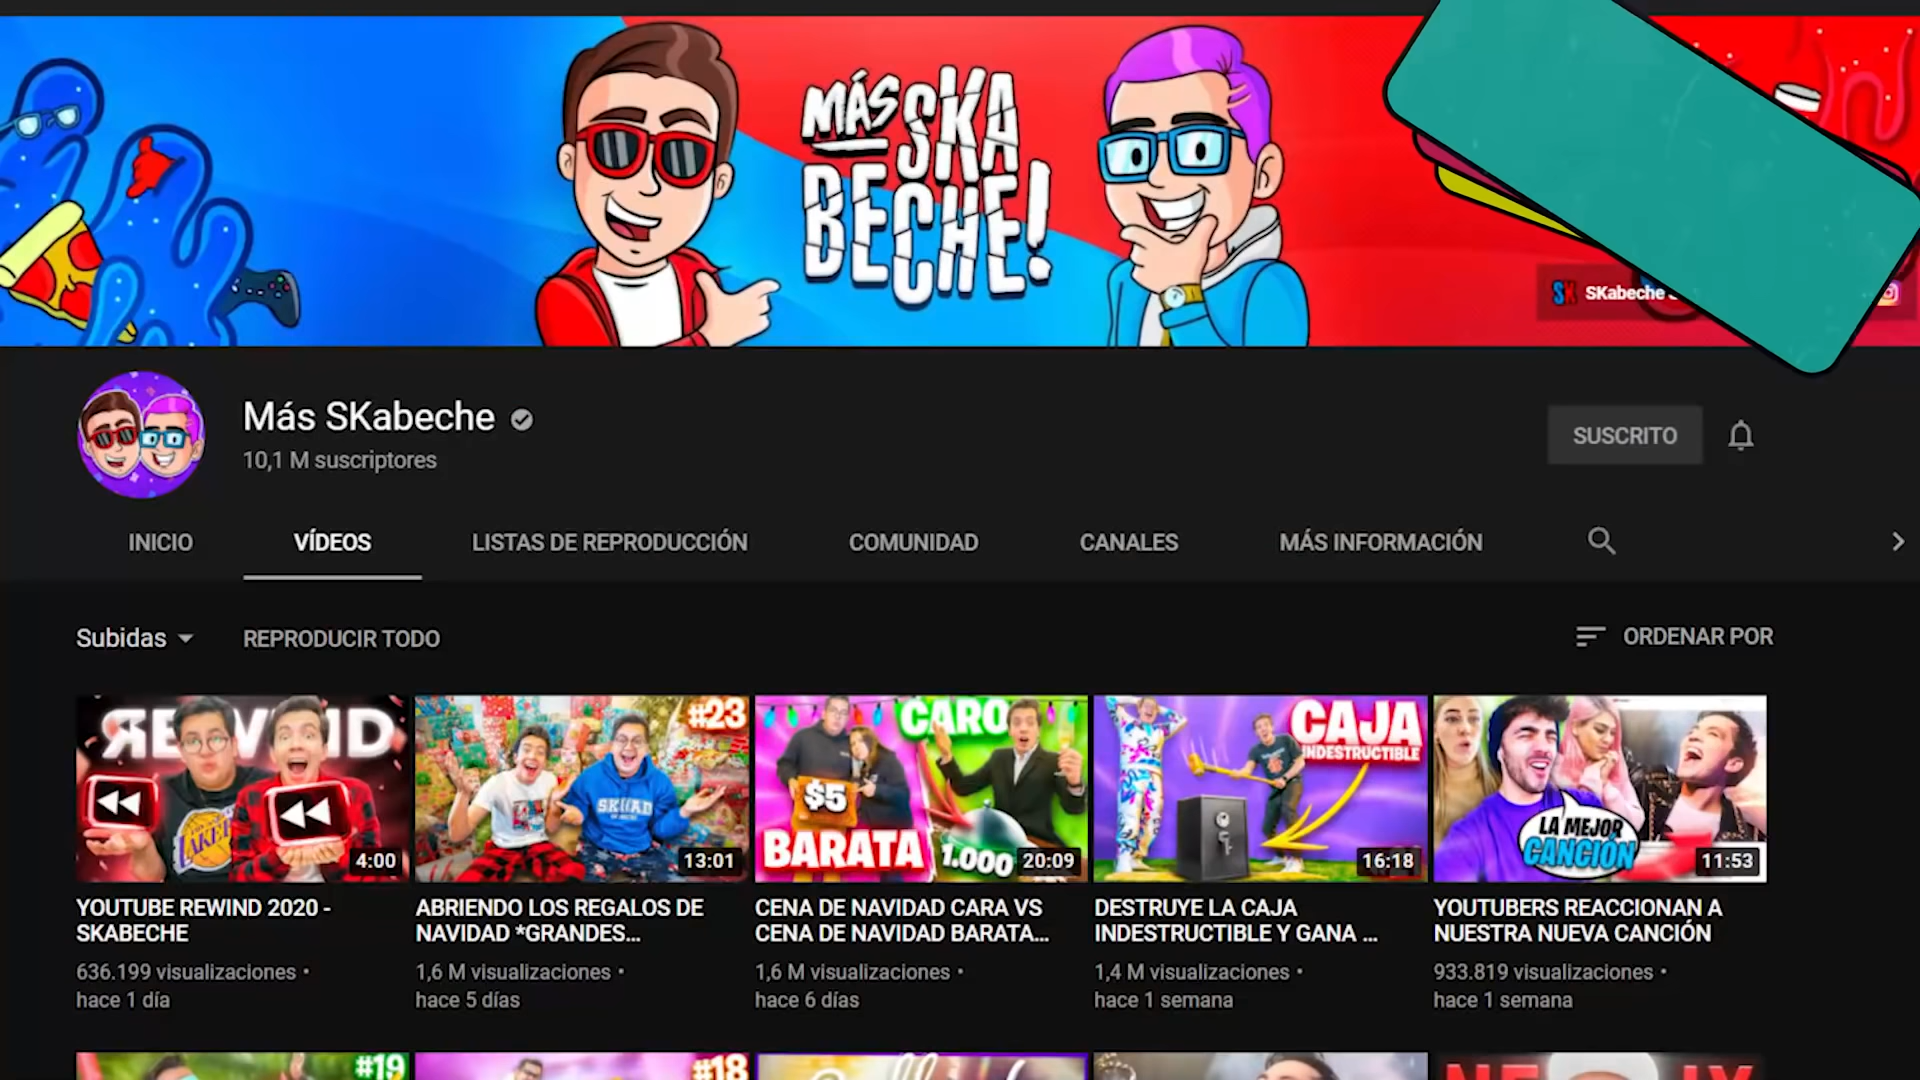 MÁS SKA
BECHE!
SK SKabeche
Más SKabeche
10,1 M suscriptores
SUSCRITO
INICIO
VÍDEOS
LISTAS DE REPRODUCCIÓN
COMUNIDAD
CANALES
MÁS INFORMACIÓN
Subidas
REPRODUCIR TODO
ORDENAR POR
REWIND
4:00
#23
SKUAD
13:01
CARO
$5
BARATA
1.000
20:09
CAJA
INDESTRUCTIBLE
16:18
LA MEJOR
CANCIÓN
11:53
YOUTUBE REWIND 2020 -
SKABECHE
636.199 visualizaciones •
hace 1 día
ABRIENDO LOS REGALOS DE
NAVIDAD *GRANDES...
1,6 M visualizaciones •
hace 5 días
CENA DE NAVIDAD CARA VS
CENA DE NAVIDAD BARATA...
1,6 M visualizaciones •
hace 6 días
DESTRUYE LA CAJA
INDESTRUCTIBLE Y GANA ...
1,4 M visualizaciones •
hace 1 semana
YOUTUBERS REACCIONAN A
NUESTRA NUEVA CANCIÓN
933.819 visualizaciones •
hace 1 semana
#19
#18